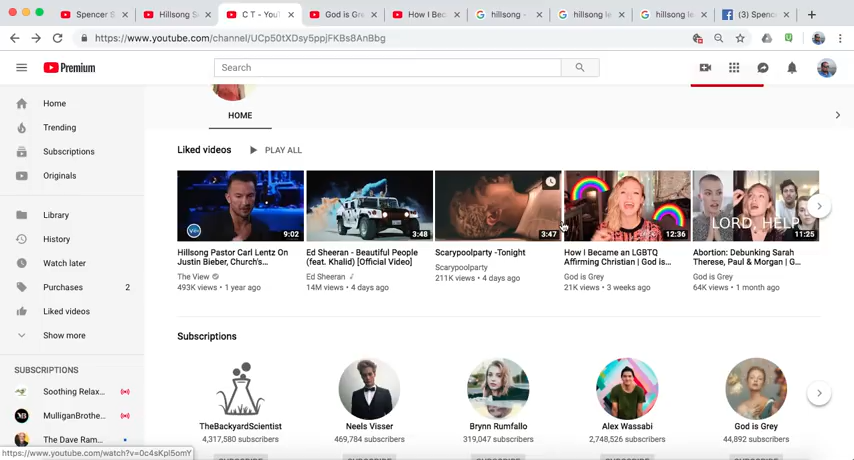 Spencer S
Hillsong S
C T - YouT
God is Gre
How I Bec
hillsong -
hillsong le
hillsong le
(3) Spenc
https://www.youtube.com/channel/UCp50tXDsy5ppjFKBs8AnBbg
Premium
Search
HOME
Home
Trending
Subscriptions
Originals
Library
History
Watch later
Purchases 2
Liked videos
Show more
SUBSCRIPTIONS
Soothing Relax...
MulliganBrothe...
The Dave Ram...
Liked videos PLAY ALL
9:02
Hillsong Pastor Carl Lentz On
Justin Bieber, Church's...
The View
493K views • 1 year ago
3:48
Ed Sheeran - Beautiful People
(feat. Khalid) [Official Video]
Ed Sheeran
14M views • 4 days ago
3:47
Scarypoolparty -Tonight
Scarypoolparty
211K views • 4 days ago
12:36
How I Became an LGBTQ
Affirming Christian | God is...
God is Grey
21K views • 3 weeks ago
LORD, HELP
11:25
Abortion: Debunking Sarah
Therese, Paul & Morgan | G...
God is Grey
64K views • 1 month ago
Subscriptions
TheBackyardScientist
4,317,580 subscribers
Neels Visser
469,784 subscribers
Brynn Rumfallo
319,047 subscribers
Alex Wassabi
2,748,526 subscribers
God is Grey
44,892 subscribers
https://www.youtube.com/watch?v=0c4sKpl5omY